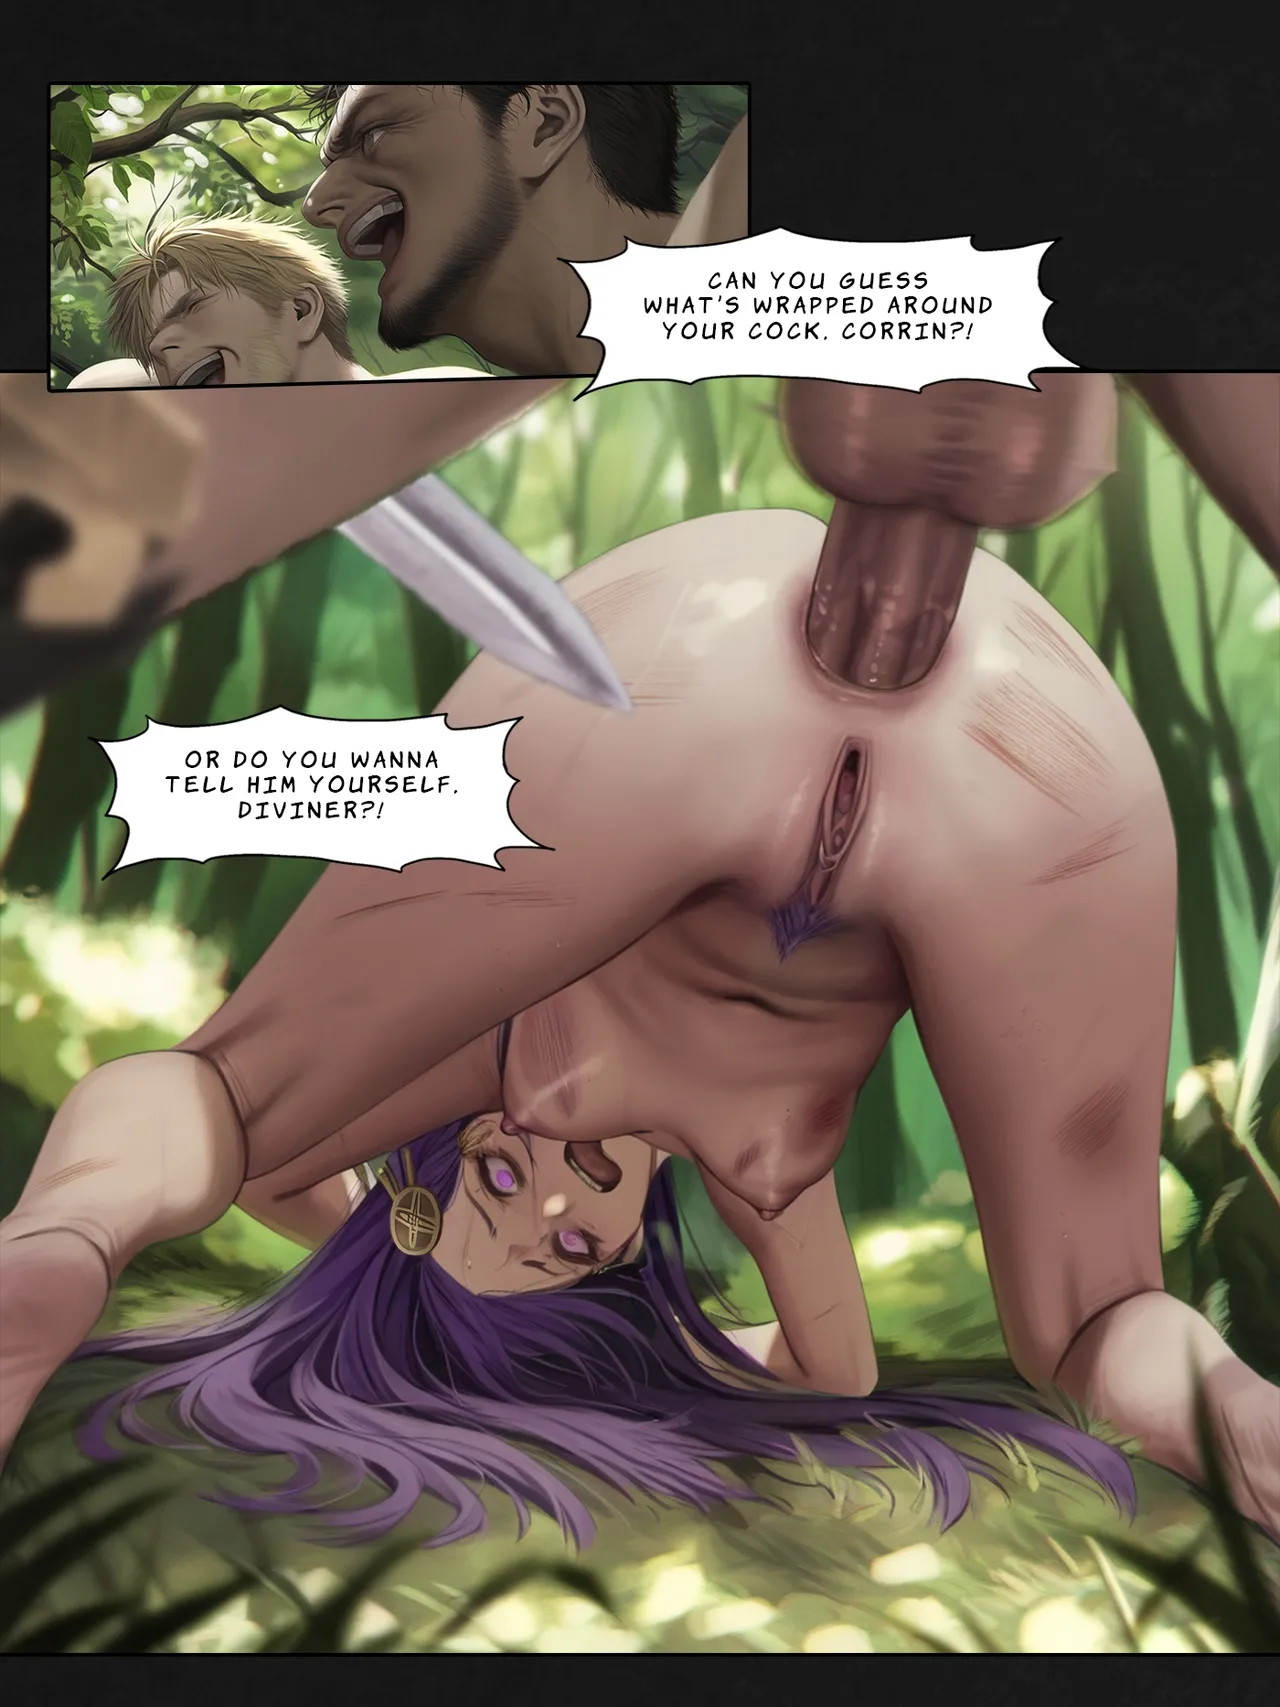 CAN YOU GUESS
WHAT'S WRAPPED AROUND
YOUR COCK, CORRIN?!
OR DO YOU WANNA
TELL HIM YOURSELF,
DIVINER?!